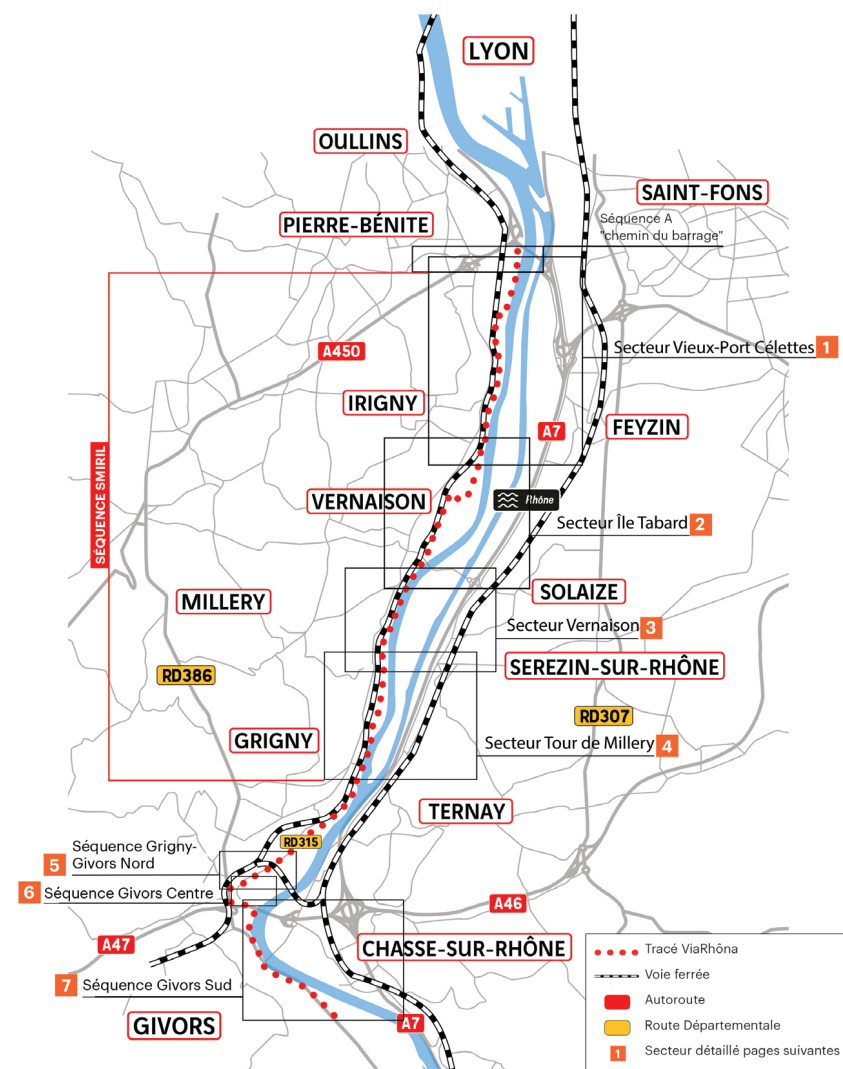 LYON
OULLINS
SAINT-FONS
PIERRE-BÉNITE
Séquence A
"chemin du barrage"
A450
Secteur Vieux-Port Célettes 1
IRIGNY
A7
FEYZIN
SÉQUENCE SMIRIL
VERNAISON
Rhône
Secteur Île Tabard 2
SOLAIZE
MILLERY
Secteur Vernaison 3
SEREZIN-SUR-RHÔNE
RD386
RD307
GRIGNY
Secteur Tour de Millery 4
TERNAY
RD315
5 Séquence Grigny-
Givors Nord
6 Séquence Givors Centre
A46
A47
CHASSE-SUR-RHÔNE
7 Séquence Givors Sud
GIVORS
A7
Tracé ViaRhôna
Voie ferrée
Autoroute
Route Départementale
1 Secteur détaillé pages suivantes